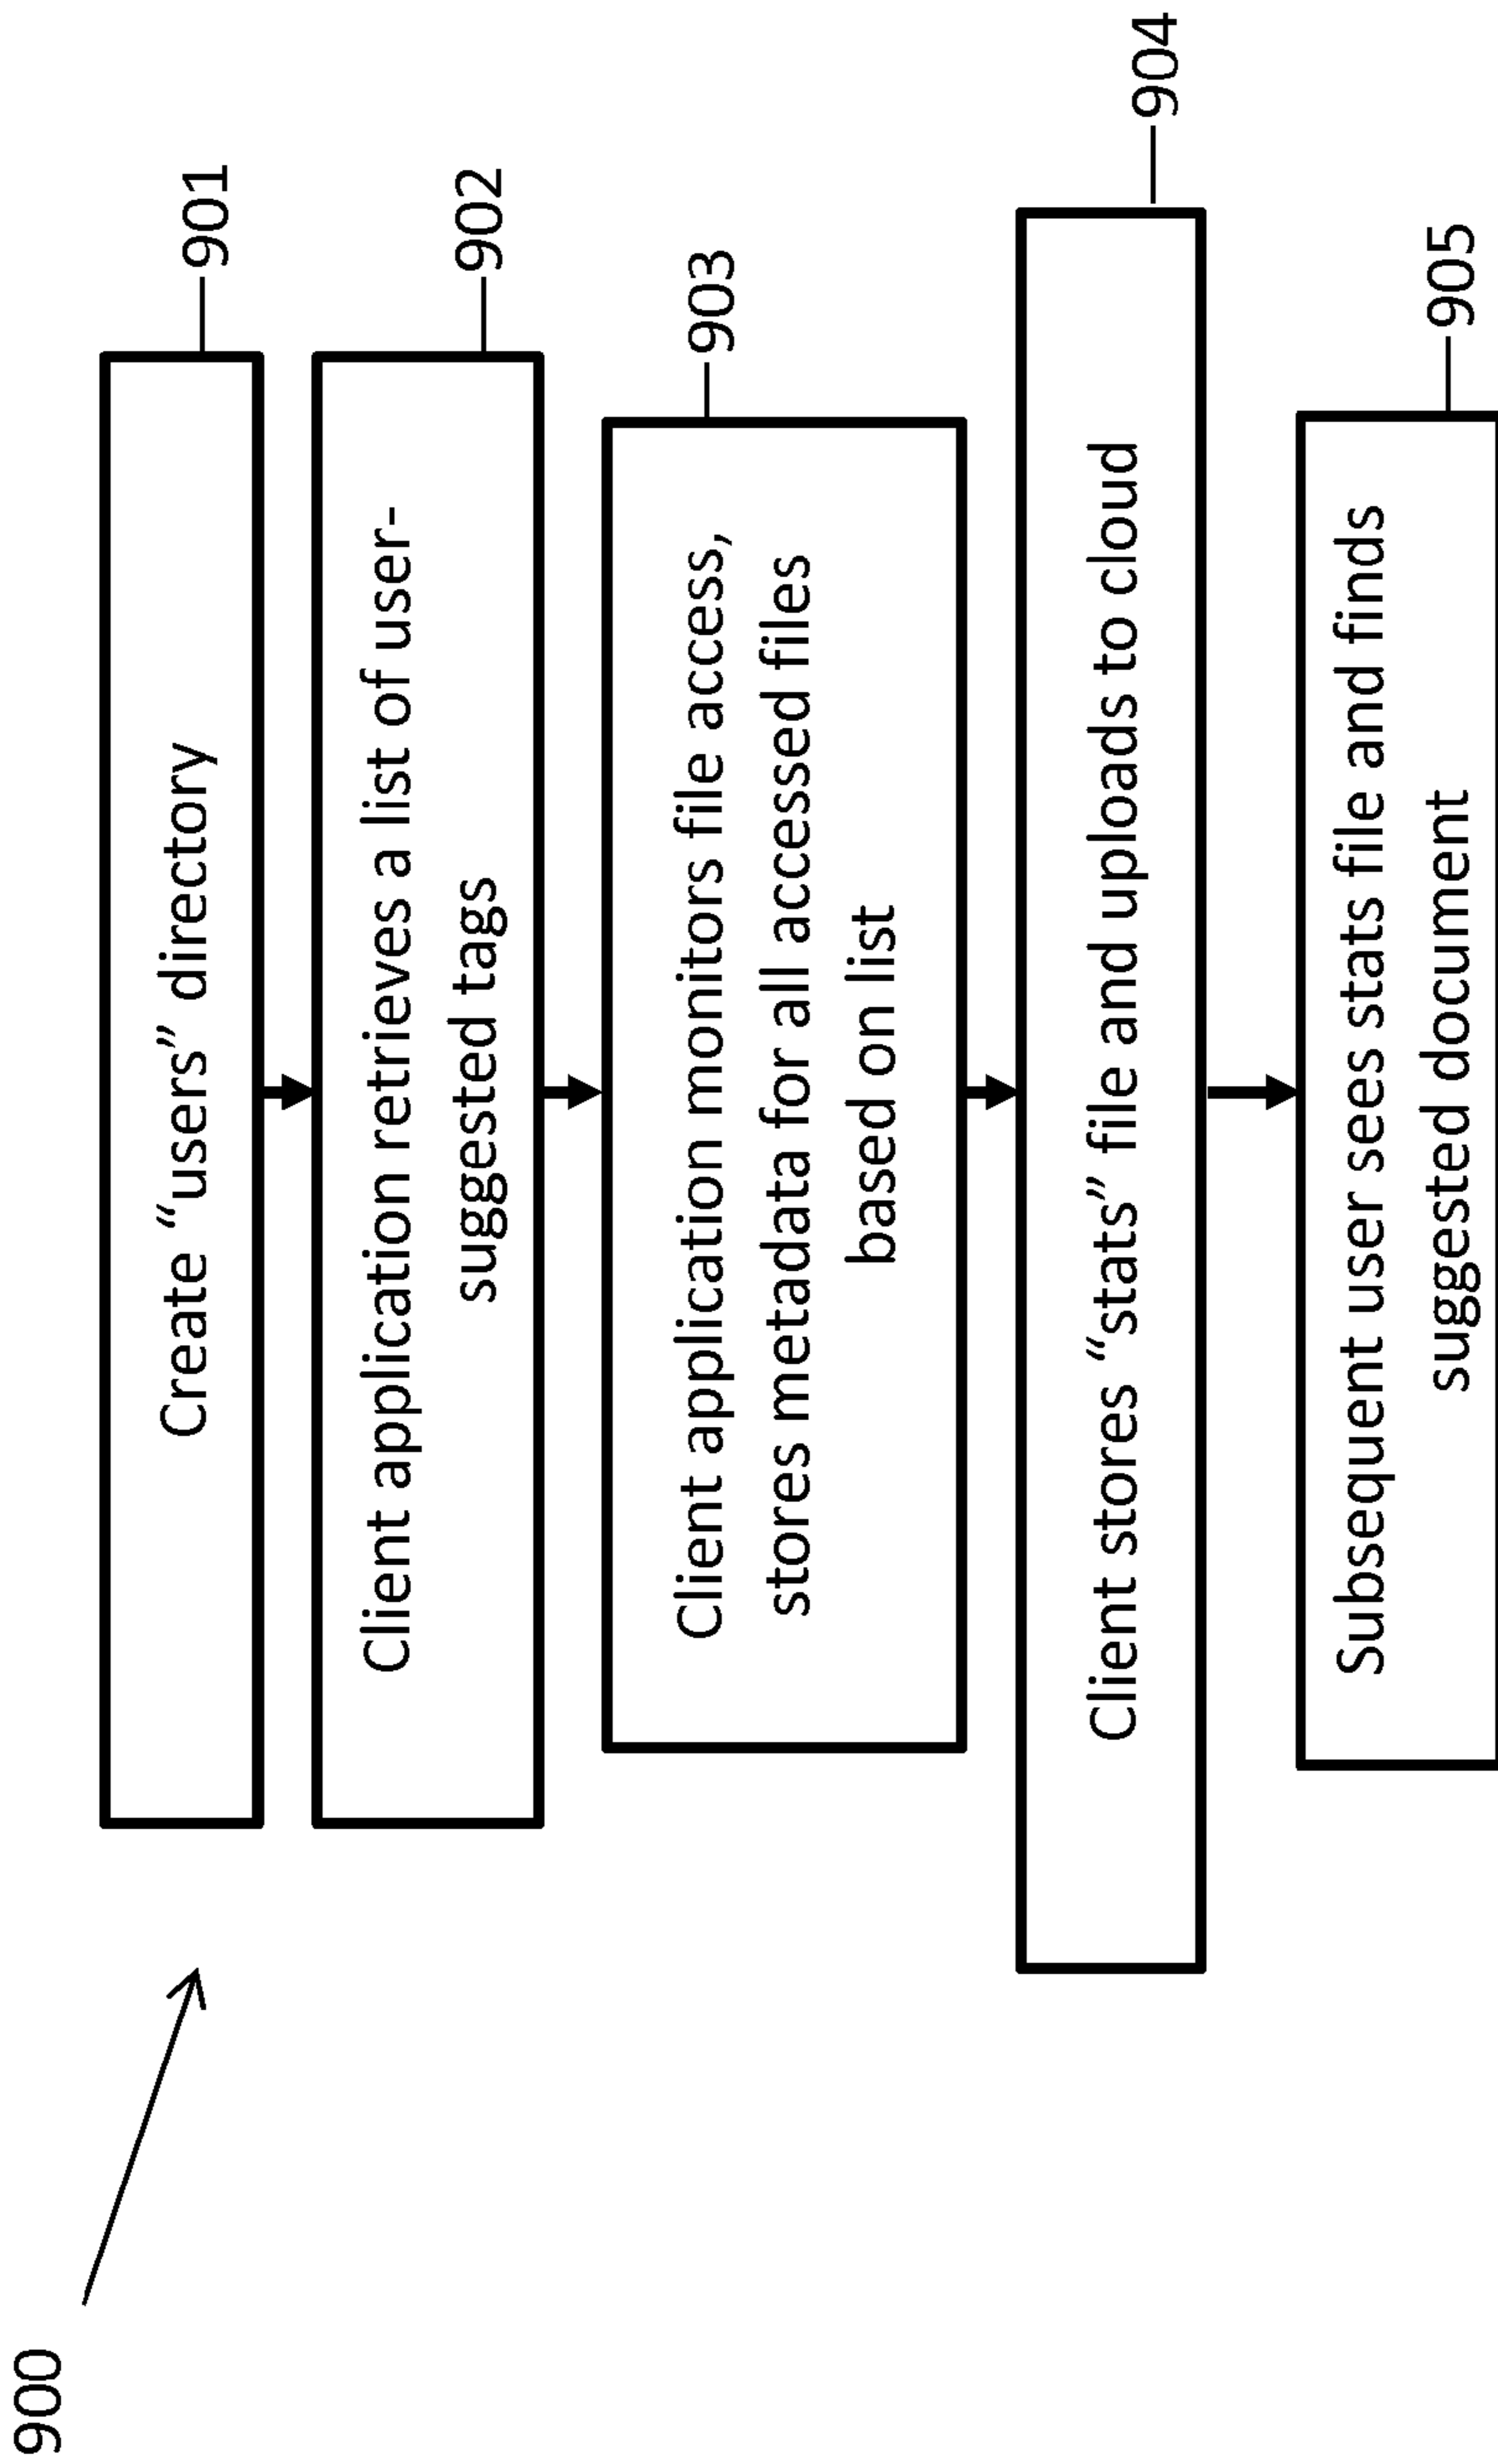 900
Create “users” directory
901
Client application retrieves a list of user-
suggested tags
902
Client application monitors file access,
stores metadata for all accessed files
based on list
903
Client stores “stats” file and uploads to cloud
904
Subsequent user sees stats file and finds
suggested document
905